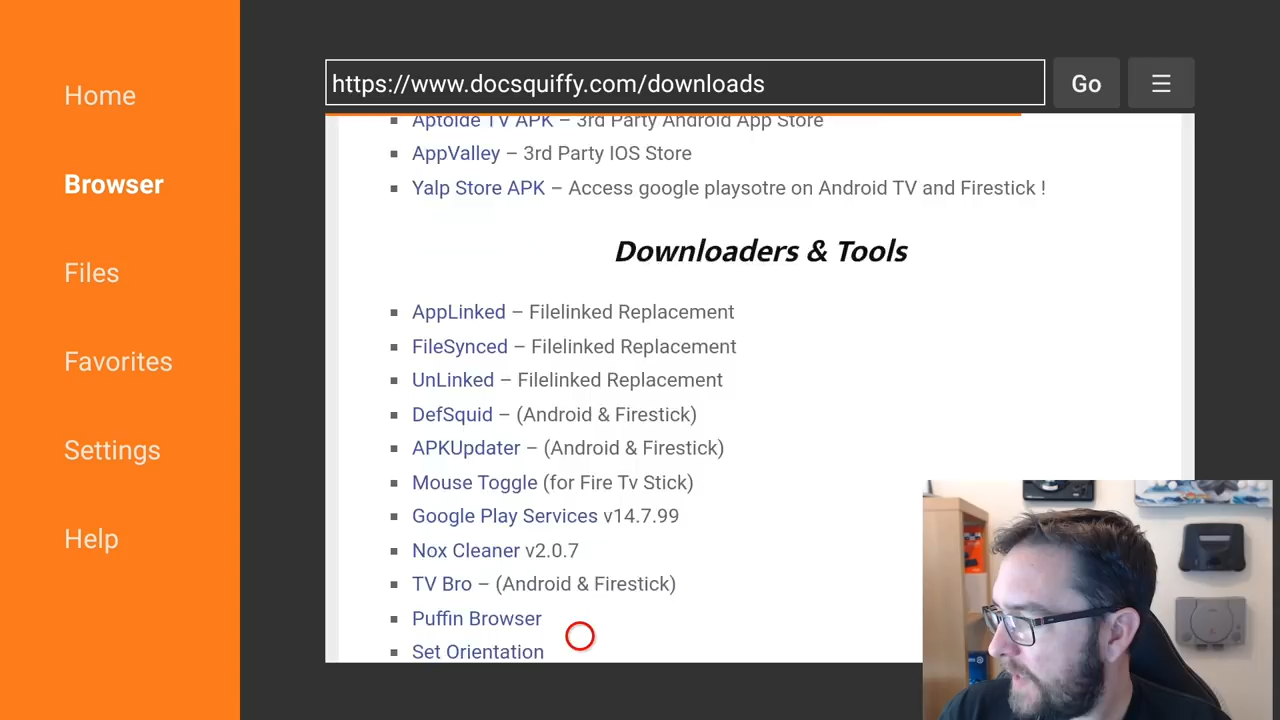 Home
Browser
Files
Favorites
Settings
Help
https://www.docsquiffy.com/downloads
Go
☰
Aptoide TV APK – 3rd Party Android App Store
AppValley – 3rd Party IOS Store
Yalp Store APK – Access google playsotre on Android TV and Firestick !
Downloaders & Tools
AppLinked – Filelinked Replacement
FileSynced – Filelinked Replacement
UnLinked – Filelinked Replacement
DefSquid – (Android & Firestick)
APKUpdater – (Android & Firestick)
Mouse Toggle (for Fire Tv Stick)
Google Play Services v14.7.99
Nox Cleaner v2.0.7
TV Bro – (Android & Firestick)
Puffin Browser
Set Orientation